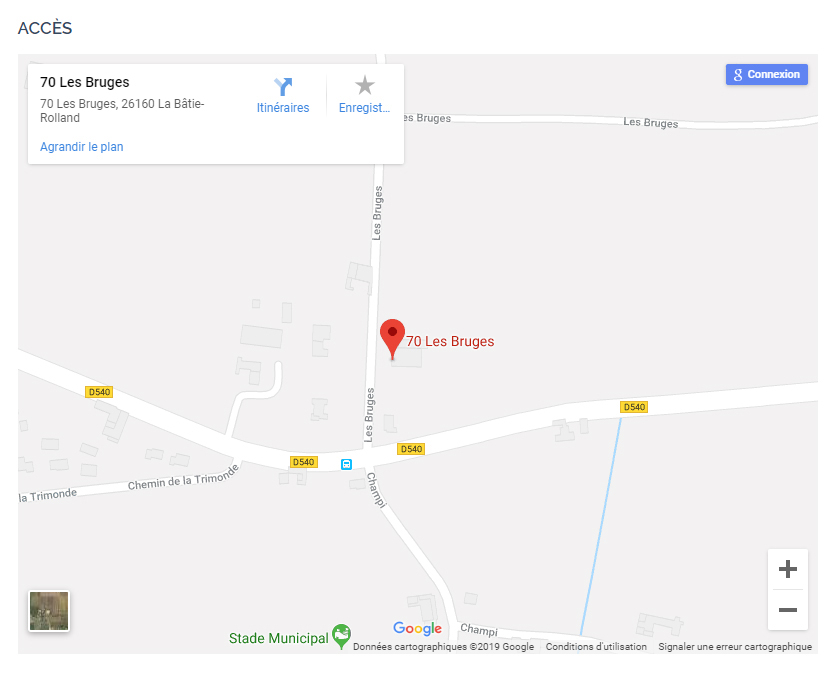 ACCÈS
70 Les Bruges
70 Les Bruges, 26160 La Bâtie-
Rolland
Agrandir le plan
Itinéraires
Enregist...
Connexion
es Bruges
Les Bruges
Les Bruges
70 Les Bruges
D540
D540
Les Bruges
D540
D540
la Trimonde
Chemin de la Trimonde
Champi
Stade Municipal
Google
Champi
Données cartographiques ©2019 Google
Conditions d'utilisation
Signaler une erreur cartographique